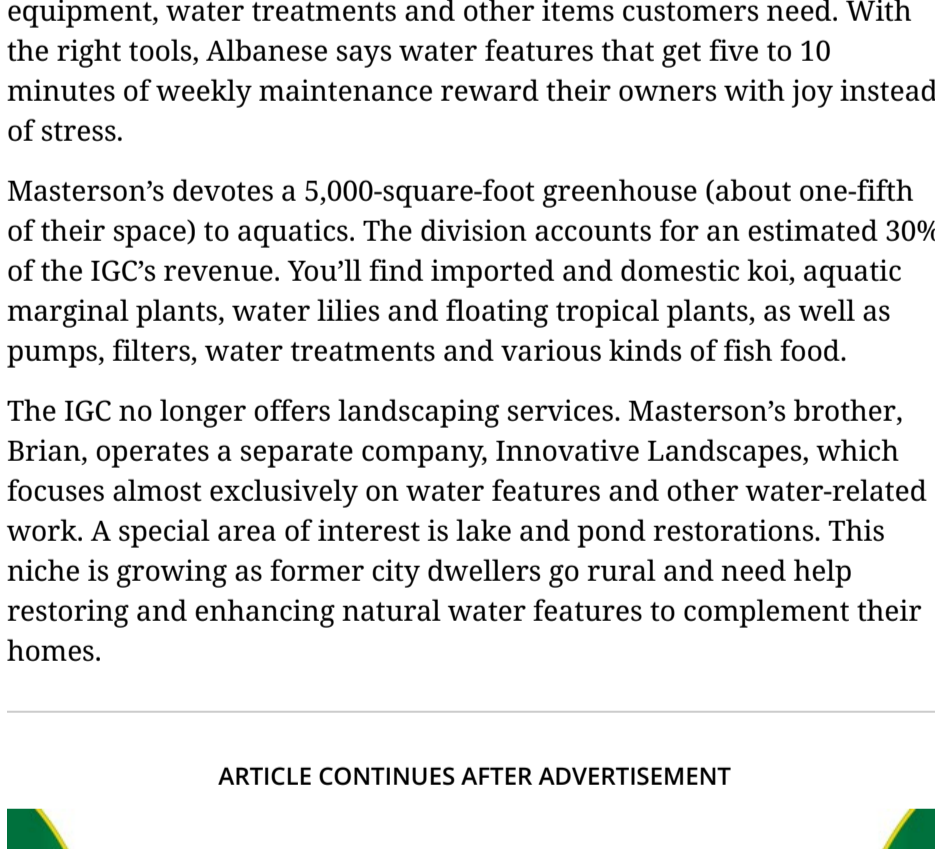 equipment, water treatments and other items customers need. With
the right tools, Albanese says water features that get five to 10
minutes of weekly maintenance reward their owners with joy instead
of stress.
Masterson’s devotes a 5,000-square-foot greenhouse (about one-fifth
of their space) to aquatics. The division accounts for an estimated 30%
of the IGC’s revenue. You’ll find imported and domestic koi, aquatic
marginal plants, water lilies and floating tropical plants, as well as
pumps, filters, water treatments and various kinds of fish food.
The IGC no longer offers landscaping services. Masterson’s brother,
Brian, operates a separate company, Innovative Landscapes, which
focuses almost exclusively on water features and other water-related
work. A special area of interest is lake and pond restorations. This
niche is growing as former city dwellers go rural and need help
restoring and enhancing natural water features to complement their
homes.
ARTICLE CONTINUES AFTER ADVERTISEMENT